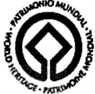 PATRIMONIO MUNDIAL •
WORLD HERITAGE •
PATRIMOINE MONDIAL •